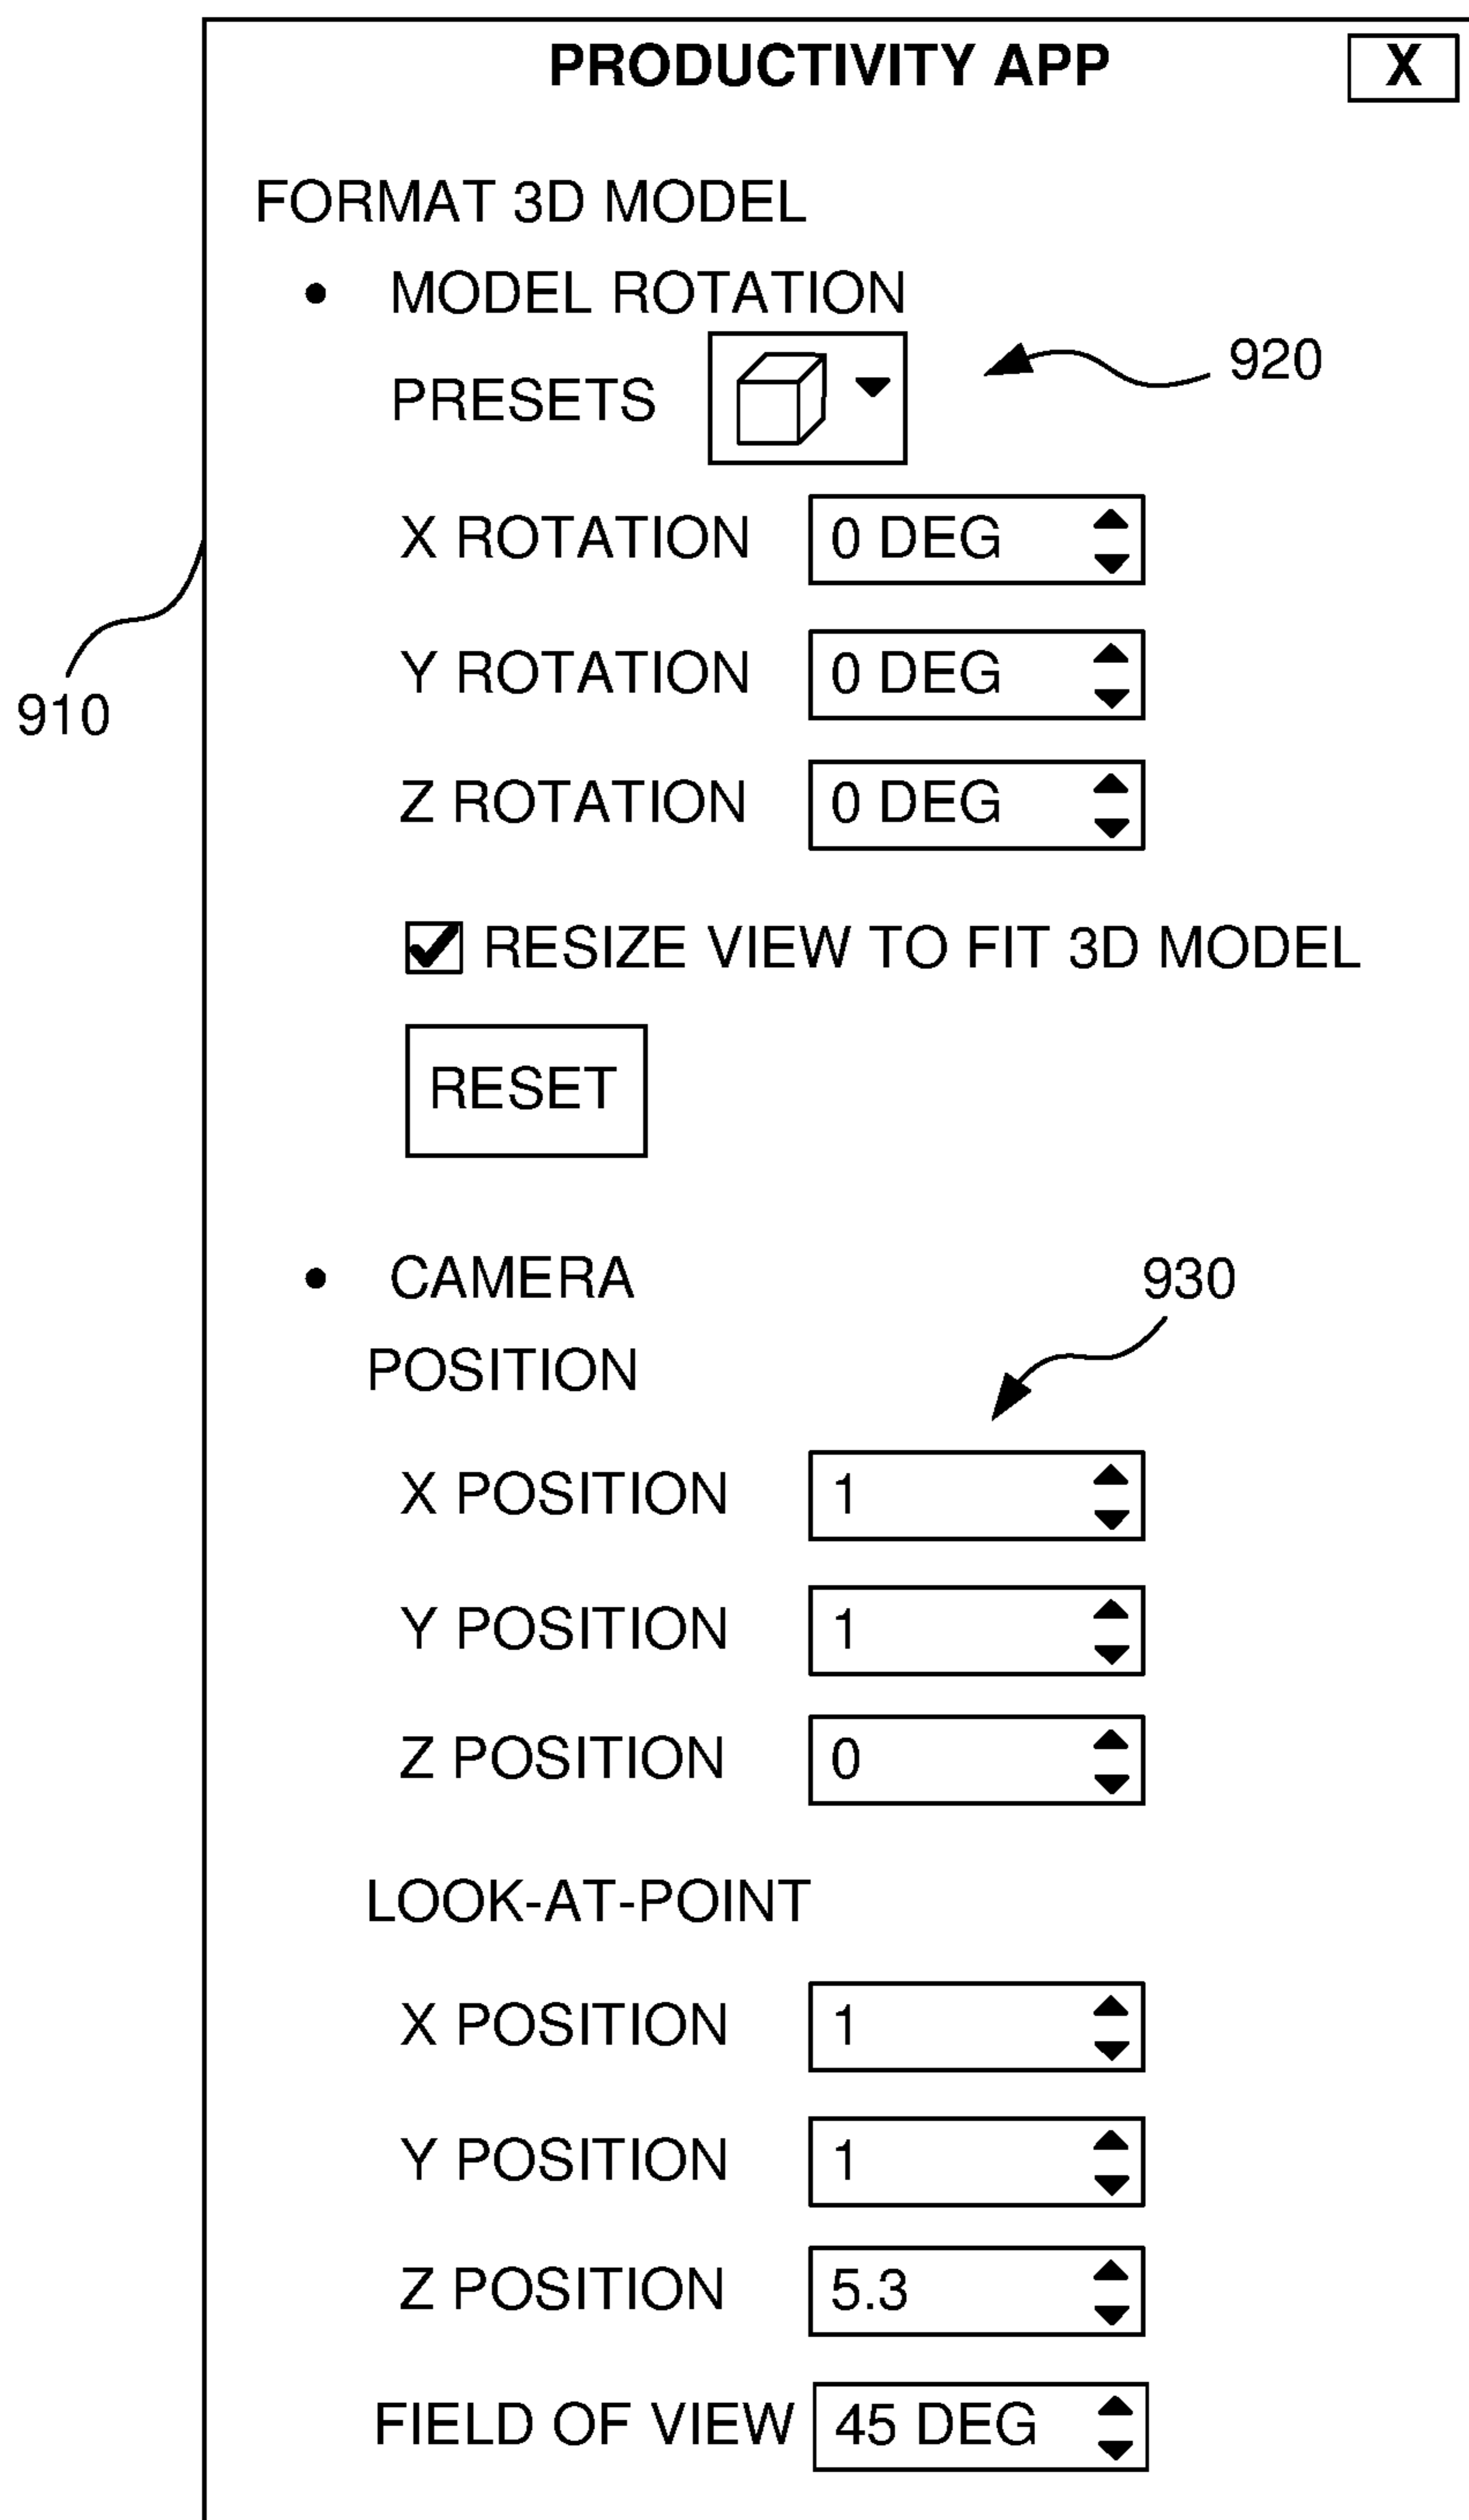 PRODUCTIVITY APP X
FORMAT 3D MODEL
• MODEL ROTATION
920
PRESETS
X ROTATION 0 DEG
Y ROTATION 0 DEG
910
Z ROTATION 0 DEG
RESIZE VIEW TO FIT 3D MODEL
RESET
• CAMERA
930
POSITION
X POSITION 1
Y POSITION 1
Z POSITION 0
LOOK-AT-POINT
X POSITION 1
Y POSITION 1
Z POSITION 5.3
FIELD OF VIEW 45 DEG